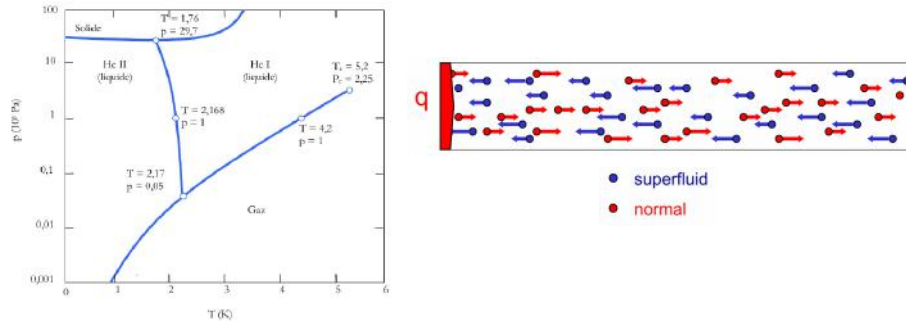 100
10
1
0,1
0,01
0,001
p (10⁵ Pa)
Solide
T = 1,76
p = 29,7
He II
(liquide)
He I
(liquide)
Tc = 5,2
Pc = 2,25
T = 2,168
p = 1
T = 4,2
p = 1
T = 2,17
p = 0,05
Gaz
0 1 2 3 4 5 6
T (K)
q
superfluid
normal